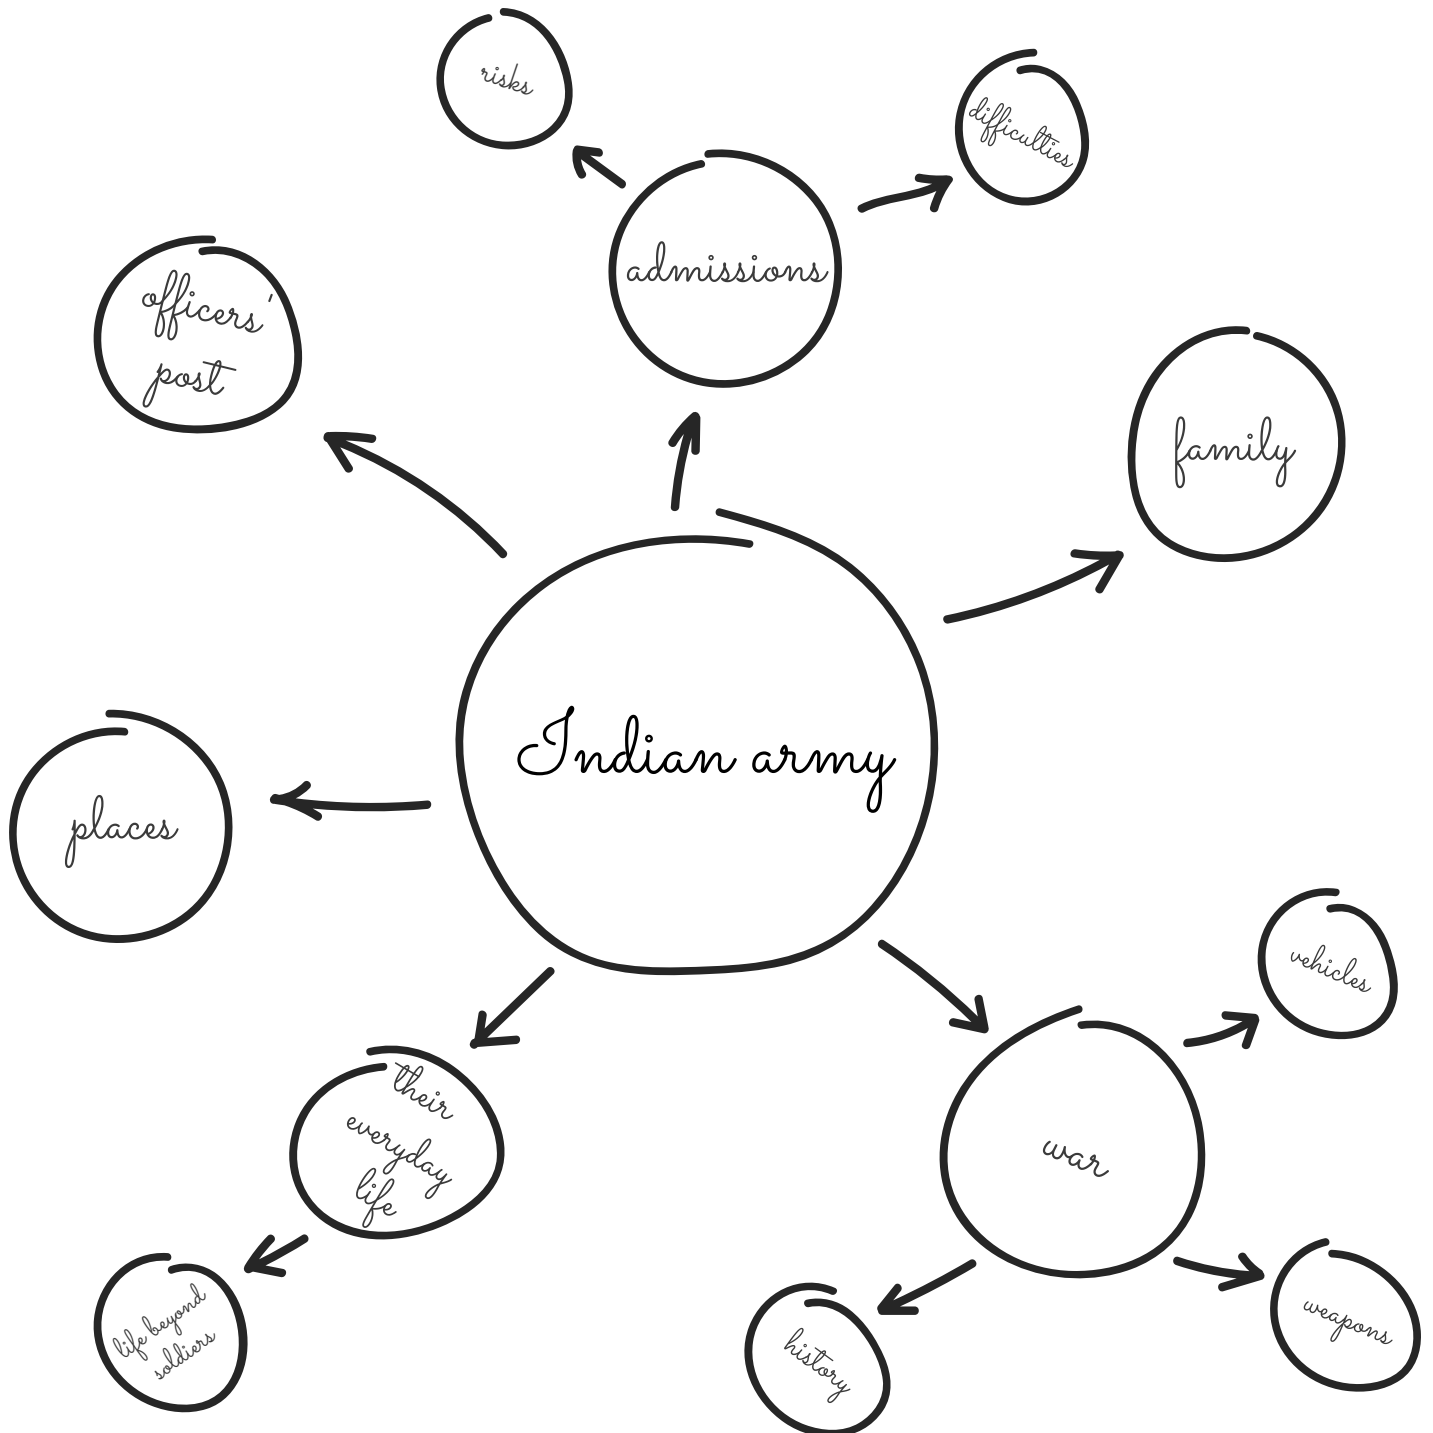 risks
difficulties
admissions
officers'
post
family
Indian army
places
vehicles
their
everyday
life
war
life beyond
soldiers
history
weapons